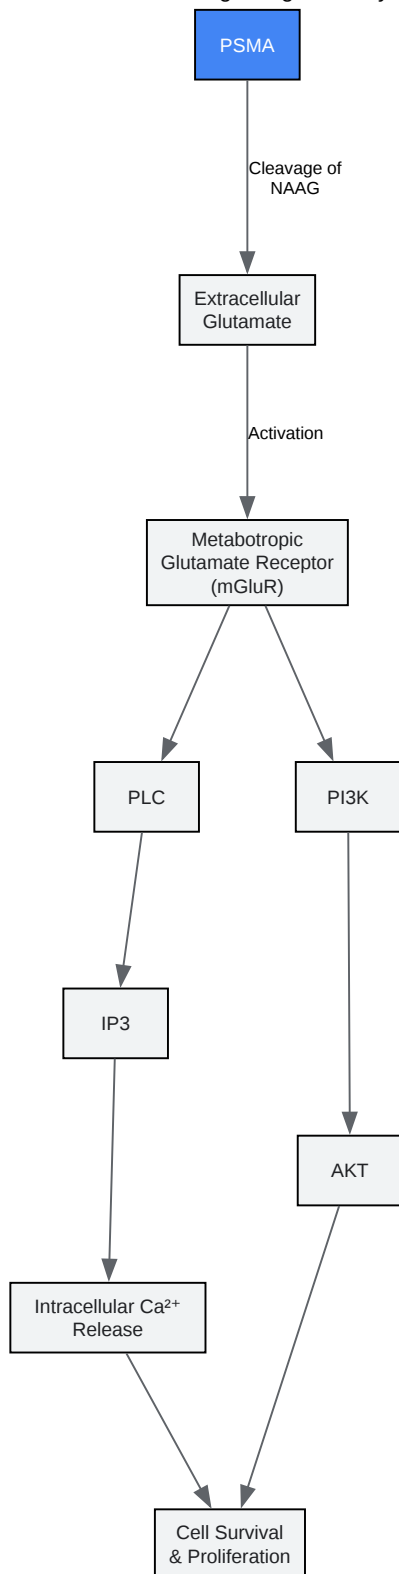 PSMA
Cleavage of
NAAG
Extracellular
Glutamate
Activation
Metabotropic
Glutamate Receptor
(mGluR)
PLC
PI3K
IP3
AKT
Intracellular Ca²⁺
Release
Cell Survival
& Proliferation